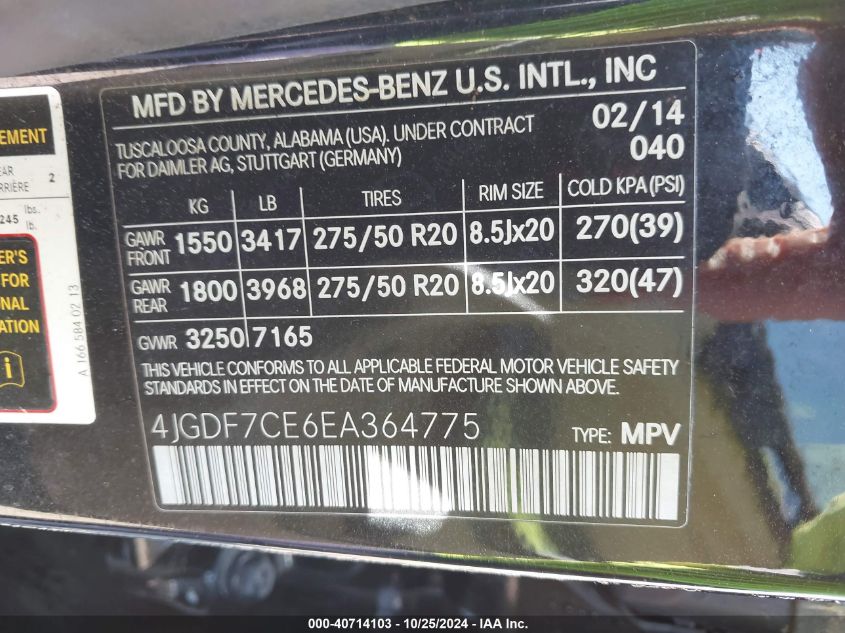 MFD BY MERCEDES-BENZ U.S. INTL., INC
TUSCALOOSA COUNTY, ALABAMA (USA). UNDER CONTRACT
FOR DAIMLER AG, STUTTGART (GERMANY)
02/14
040
KG LB TIRES RIM SIZE COLD KPA (PSI)
GAWR FRONT 1550 3417 275/50 R20 8.5Jx20 270(39)
GAWR REAR 1800 3968 275/50 R20 8.5Jx20 320(47)
GVWR 3250 7165
THIS VEHICLE CONFORMS TO ALL APPLICABLE FEDERAL MOTOR VEHICLE SAFETY
STANDARDS IN EFFECT ON THE DATE OF MANUFACTURE SHOWN ABOVE.
4JGDF7CE6EA364775 TYPE: MPV
2
245 lbs.
lb.
FOR
A 166 584 02 13
000-40714103 - 10/25/2024 - IAA Inc.